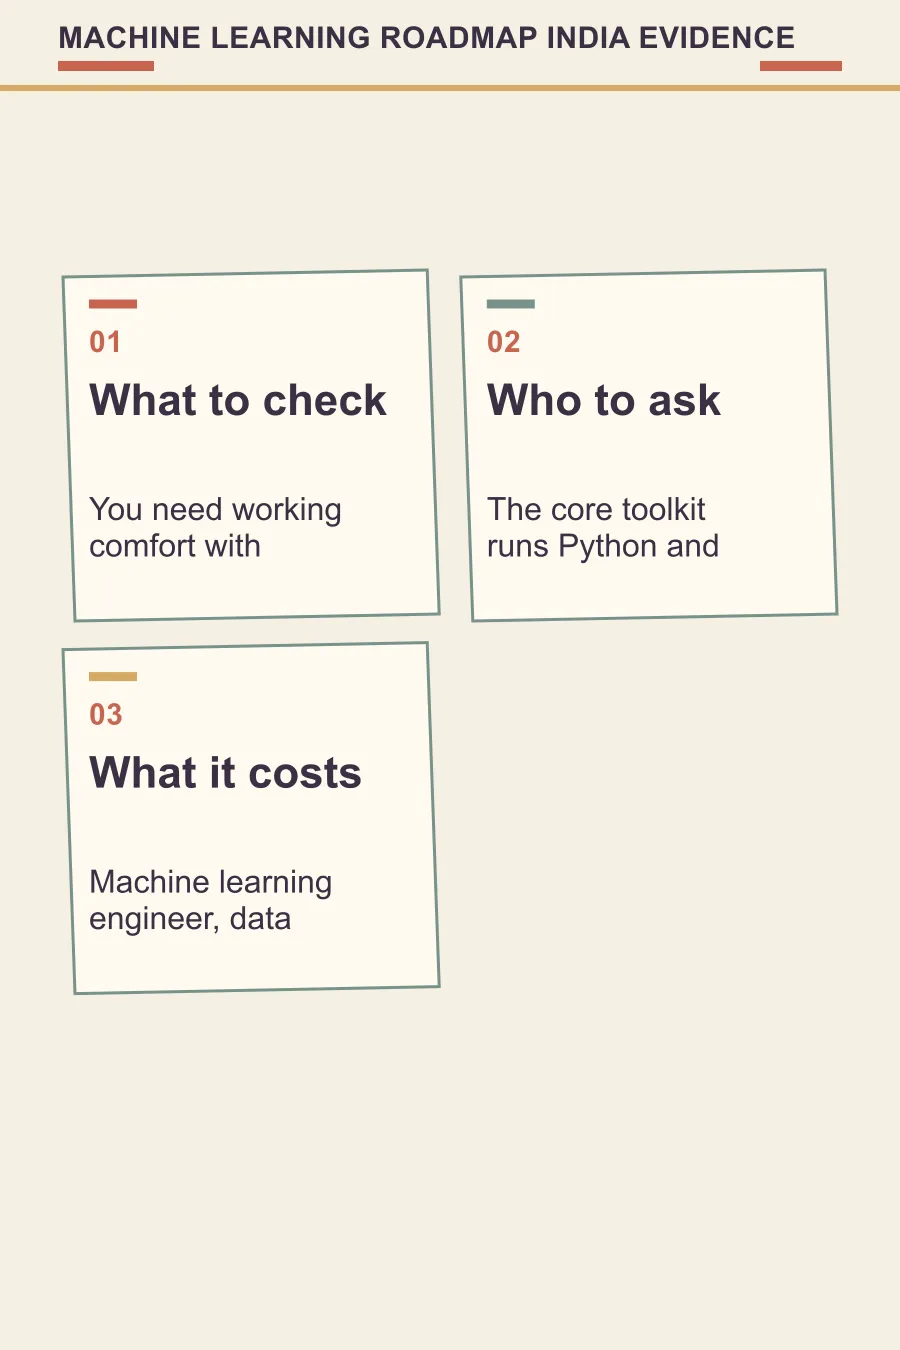 MACHINE LEARNING ROADMAP INDIA EVIDENCE
01
What to check
You need working
comfort with
02
Who to ask
The core toolkit
runs Python and
03
What it costs
Machine learning
engineer, data